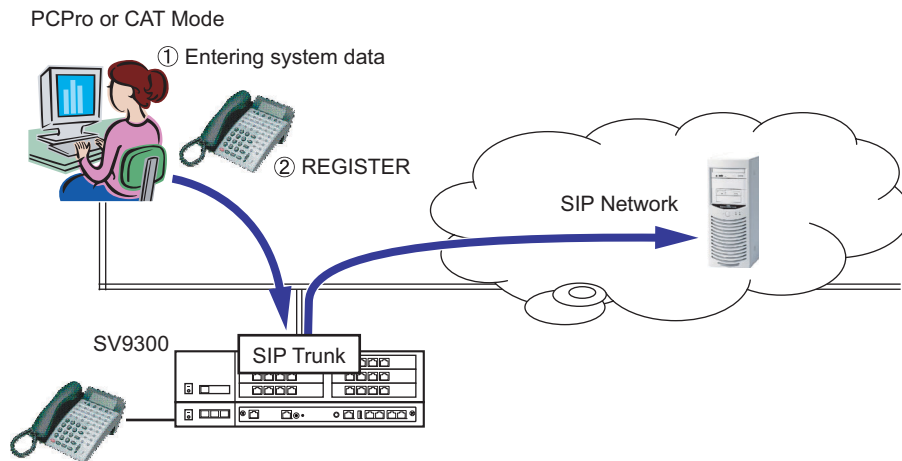 PCPro or CAT Mode
① Entering system data
② REGISTER
SIP Network
SV9300
SIP Trunk